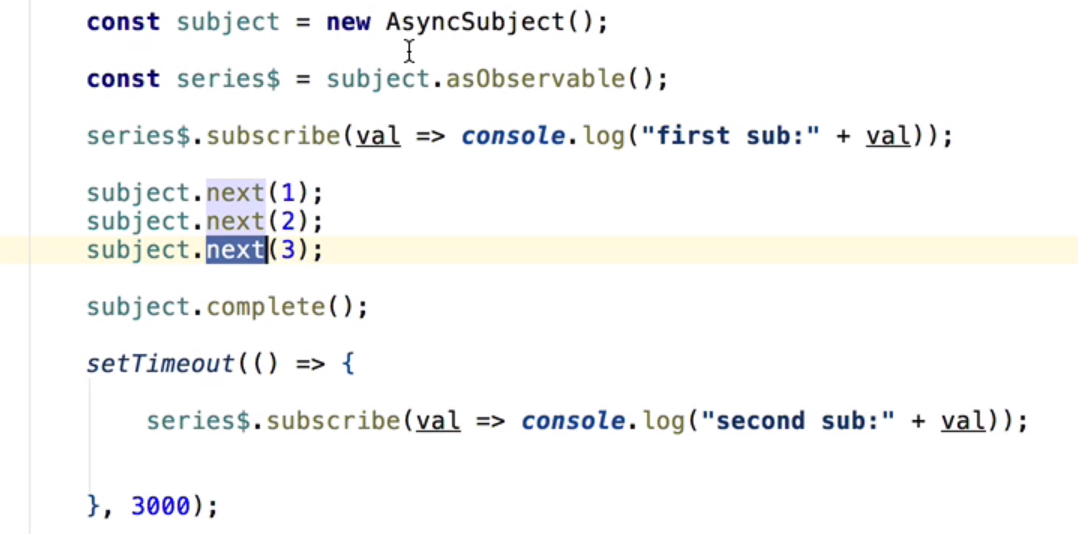 const subject = new AsyncSubject();
const series$ = subject.asObservable();
series$.subscribe(val => console.log("first sub:" + val));
subject.next(1);
subject.next(2);
subject.next(3);
subject.complete();
setTimeout(() => {
series$.subscribe(val => console.log("second sub:" + val));
}, 3000);